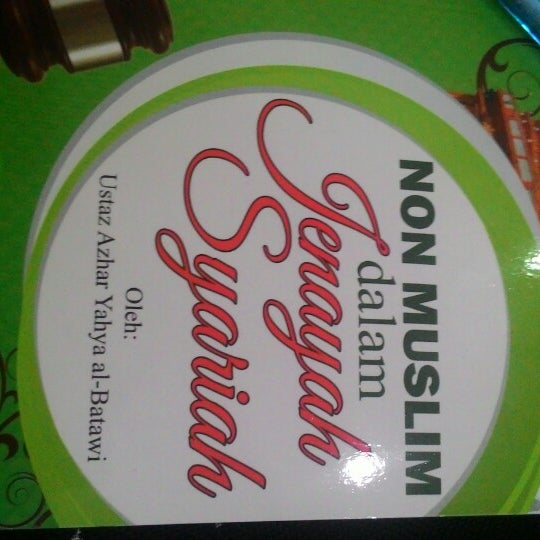 NON MUSLIM
dalam
Jenayah
Syariah
Oleh:
Ustaz Azhar Yahya al-Batawi